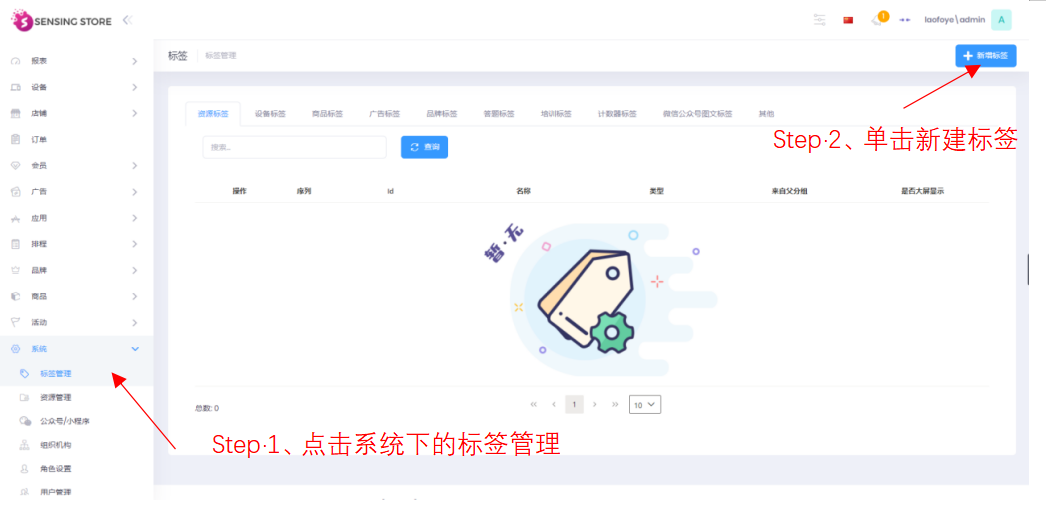 SENSING STORE
1
laofoye\admin
A
报表
设备
店铺
订单
会员
广告
应用
排程
品牌
商品
活动
系统
标签管理
资源管理
公众号/小程序
组织机构
角色设置
用户管理
标签 标签管理
新增标签
资源标签 设备标签 商品标签 广告标签 品牌标签 答题标签 培训标签 计数器标签 微信公众号图文标签 其他
搜索...
查询
Step·2、单击新建标签
操作 序列 Id 名称 类型 来自父分组 是否大屏显示
暂·无
总数: 0
1
10
Step·1、点击系统下的标签管理